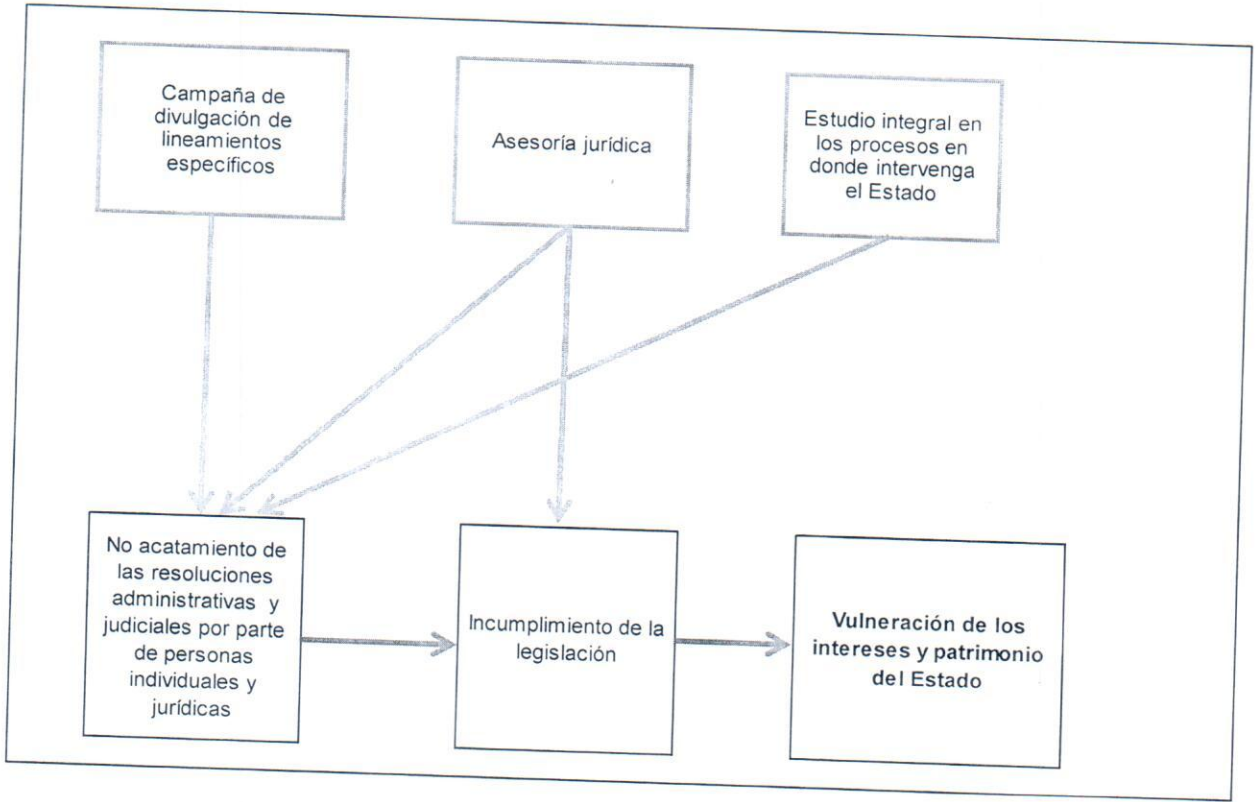 Campaña de
divulgación de
lineamientos
específicos
Asesoría jurídica
Estudio integral en
los procesos en
donde intervenga
el Estado
No acatamiento de
las resoluciones
administrativas y
judiciales por parte
de personas
individuales y
jurídicas
Incumplimiento de la
legislación
Vulneración de los
intereses y patrimonio
del Estado